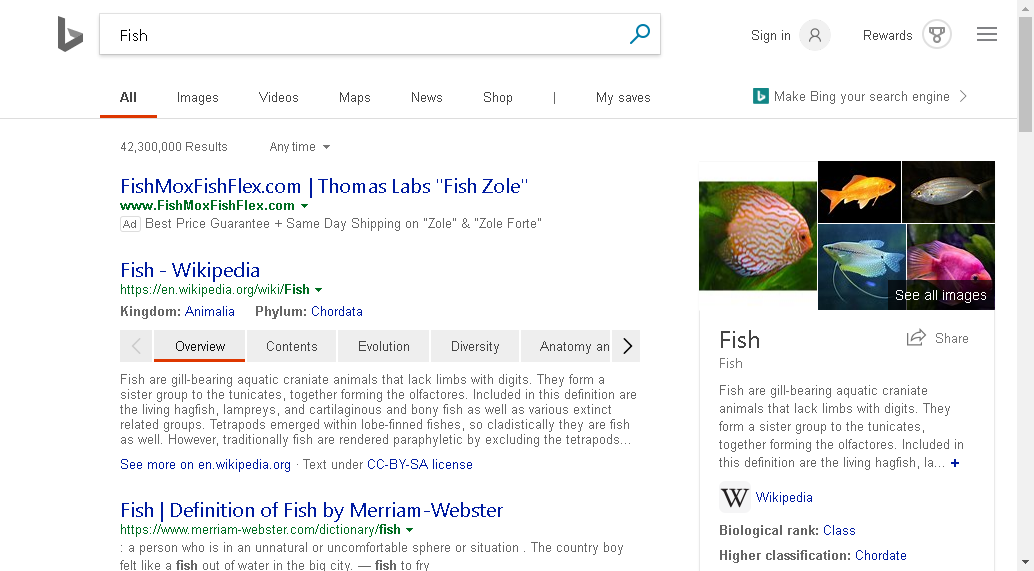 Fish
Sign in
Rewards
All
Images
Videos
Maps
News
Shop
|
My saves
Make Bing your search engine
42,300,000 Results
Any time
FishMoxFishFlex.com | Thomas Labs "Fish Zole"
www.FishMoxFishFlex.com
Ad Best Price Guarantee + Same Day Shipping on "Zole" & "Zole Forte"
Fish - Wikipedia
https://en.wikipedia.org/wiki/Fish
Kingdom: Animalia Phylum: Chordata
Overview
Contents
Evolution
Diversity
Anatomy an
Fish are gill-bearing aquatic craniate animals that lack limbs with digits. They form a
sister group to the tunicates, together forming the olfactores. Included in this definition are
the living hagfish, lampreys, and cartilaginous and bony fish as well as various extinct
related groups. Tetrapods emerged within lobe-finned fishes, so cladistically they are fish
as well. However, traditionally fish are rendered paraphyletic by excluding the tetrapods...
See more on en.wikipedia.org · Text under CC-BY-SA license
Fish | Definition of Fish by Merriam-Webster
https://www.merriam-webster.com/dictionary/fish
: a person who is in an unnatural or uncomfortable sphere or situation . The country boy
felt like a fish out of water in the big city. — fish to fry
See all images
Fish
Share
Fish
Fish are gill-bearing aquatic craniate
animals that lack limbs with digits. They
form a sister group to the tunicates,
together forming the olfactores. Included in
this definition are the living hagfish, la... +
W Wikipedia
Biological rank: Class
Higher classification: Chordate